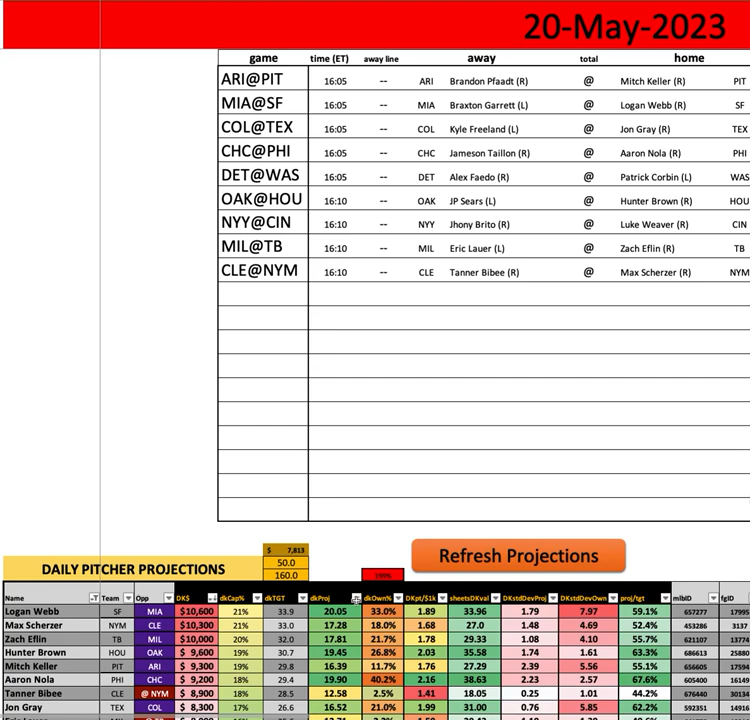 20-May-2023
game time (ET) away line away total home
ARI@PIT 16:05 -- ARI Brandon Pfaadt (R) @ Mitch Keller (R) PIT
MIA@SF 16:05 -- MIA Braxton Garrett (L) @ Logan Webb (R) SF
COL@TEX 16:05 -- COL Kyle Freeland (L) @ Jon Gray (R) TEX
CHC@PHI 16:05 -- CHC Jameson Taillon (R) @ Aaron Nola (R) PHI
DET@WAS 16:05 -- DET Alex Faedo (R) @ Patrick Corbin (L) WAS
OAK@HOU 16:10 -- OAK JP Sears (L) @ Hunter Brown (R) HOU
NYY@CIN 16:10 -- NYY Jhony Brito (R) @ Luke Weaver (R) CIN
MIL@TB 16:10 -- MIL Eric Lauer (L) @ Zach Eflin (R) TB
CLE@NYM 16:10 -- CLE Tanner Bibee (R) @ Max Scherzer (R) NYM
$ 7,813
Refresh Projections
DAILY PITCHER PROJECTIONS 50.0
160.0 199%
Name Team Opp DK$ dkCap% dkTGT dkProj dkOwn% DKpt/$1k sheetsDKval DKstdDevProj DKstdDevOwn proj/tgt mlbID fgID
Logan Webb SF MIA $10,600 21% 33.9 20.05 33.0% 1.89 33.96 1.79 7.97 59.1% 657277 17995
Max Scherzer NYM CLE $10,300 21% 33.0 17.28 18.0% 1.68 27.0 1.48 4.69 52.4% 453286 3137
Zach Eflin TB MIL $10,000 20% 32.0 17.81 21.7% 1.78 29.33 1.08 4.10 55.7% 621107 13774
Hunter Brown HOU OAK $ 9,600 19% 30.7 19.45 26.8% 2.03 35.58 1.74 1.61 63.3% 686613 25880
Mitch Keller PIT ARI $ 9,300 19% 29.8 16.39 11.7% 1.76 27.29 2.39 5.56 55.1% 656605 17594
Aaron Nola PHI CHC $ 9,200 18% 29.4 19.90 40.2% 2.16 38.63 2.23 2.57 67.6% 605400 16149
Tanner Bibee CLE @ NYM $ 8,900 18% 28.5 12.58 2.5% 1.41 18.05 0.25 1.01 44.2% 676440 30134
Jon Gray TEX COL $ 8,300 17% 26.6 16.52 21.0% 1.99 31.00 0.76 5.85 62.2% 592351 14916